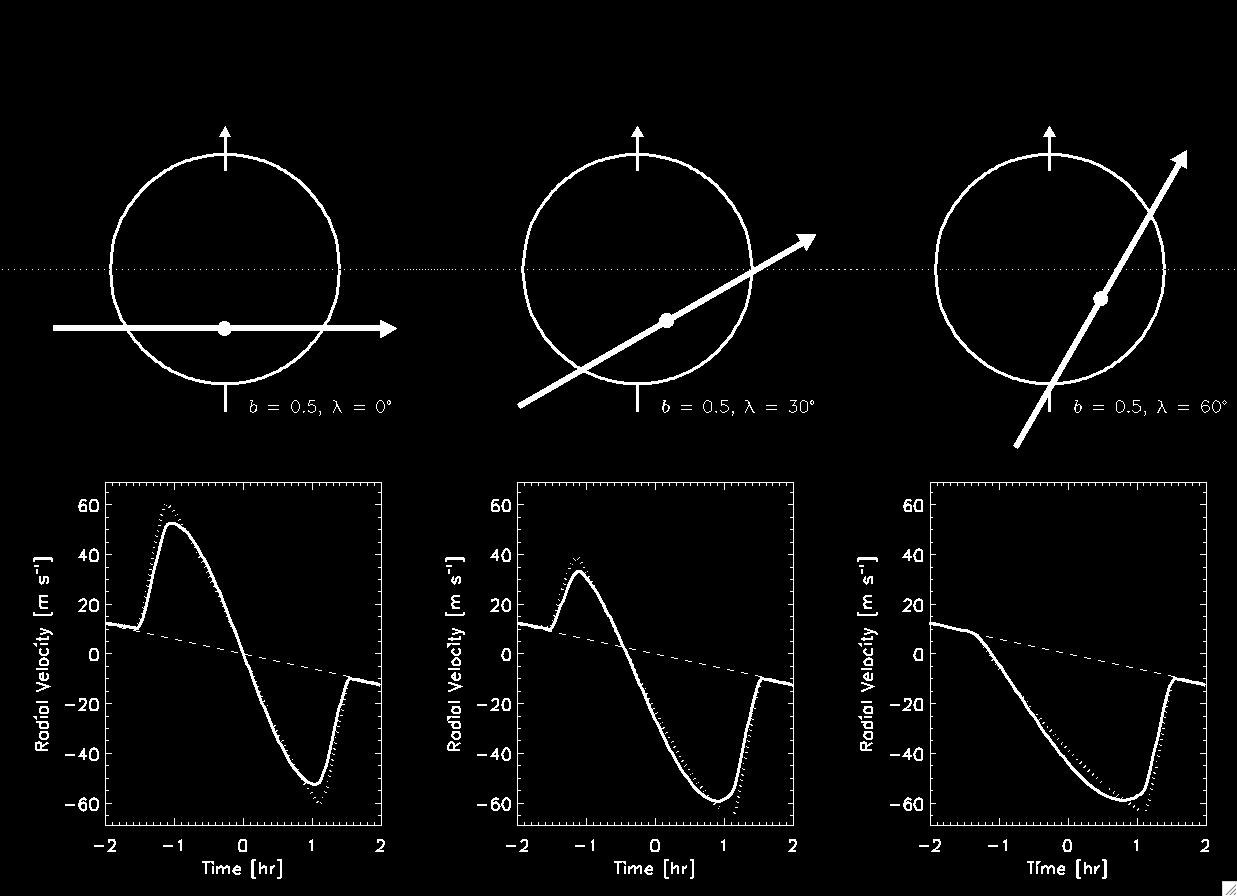 b = 0.5, λ = 0° b = 0.5, λ = 30° b = 0.5, λ = 60°
60 60 60
40 40 40
20 20 20
0 0 0
−20 −20 −20
−40 −40 −40
−60 −60 −60
Radial Velocity [m s⁻¹] Radial Velocity [m s⁻¹] Radial Velocity [m s⁻¹]
−2 −1 0 1 2 −2 −1 0 1 2 −2 −1 0 1 2
Time [hr] Time [hr] Time [hr]